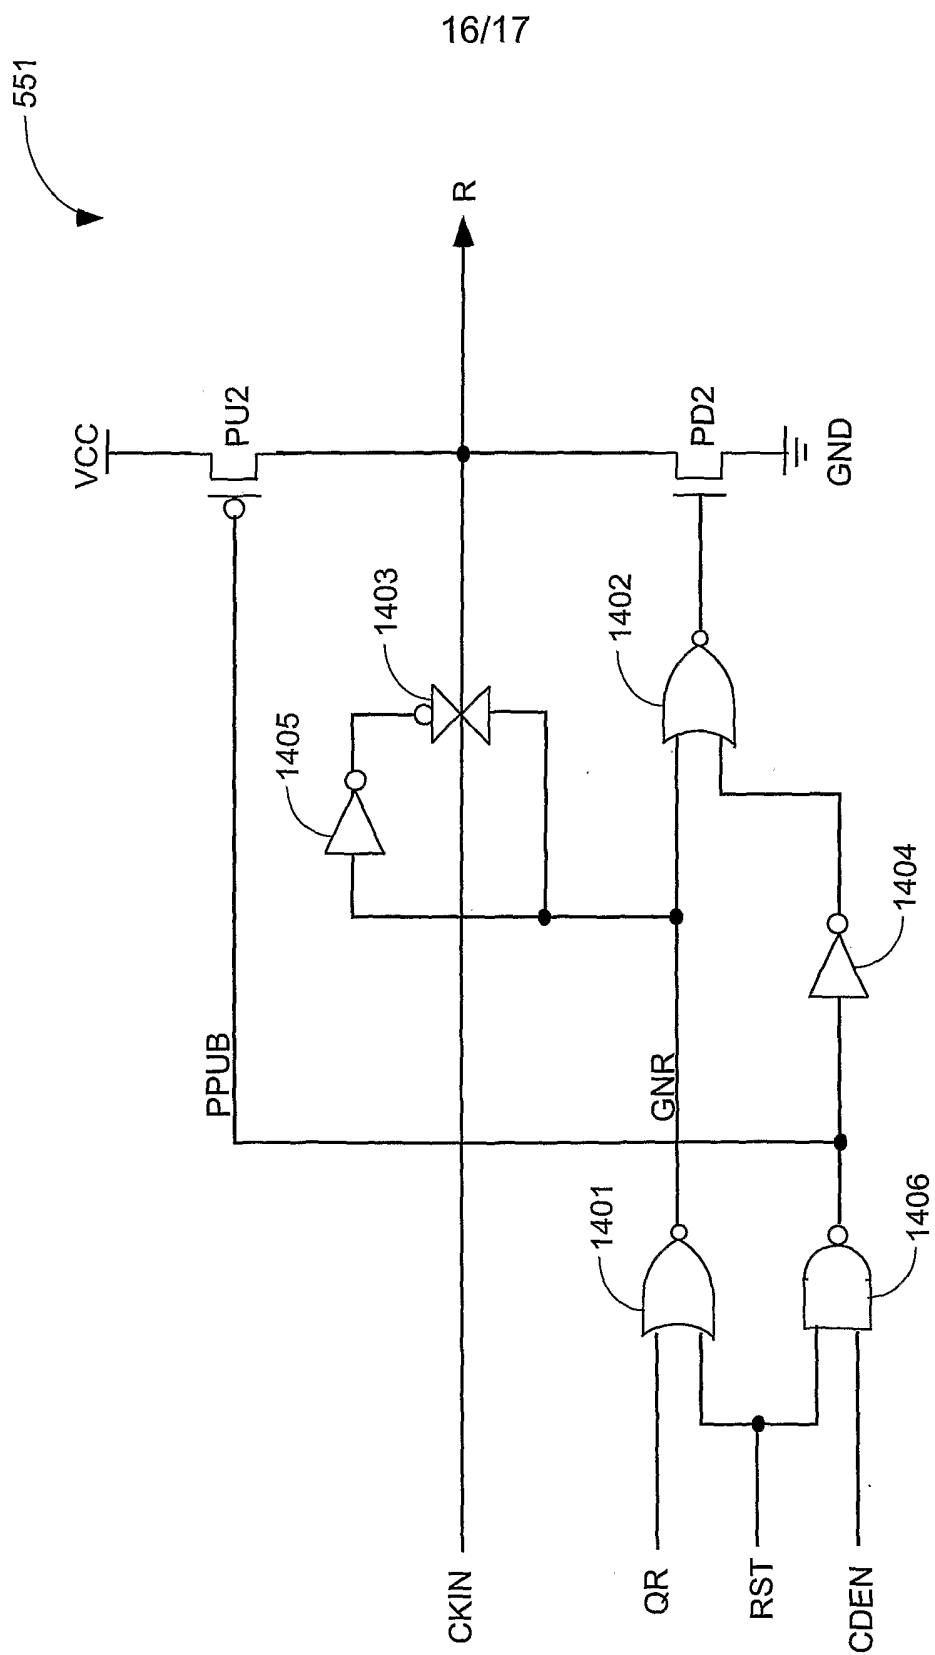 16/17
551
R
VCC
PU2
PD2
GND
1403
1402
1405
1404
PPUB
GNR
1401
1406
CKIN
QR
RST
CDEN